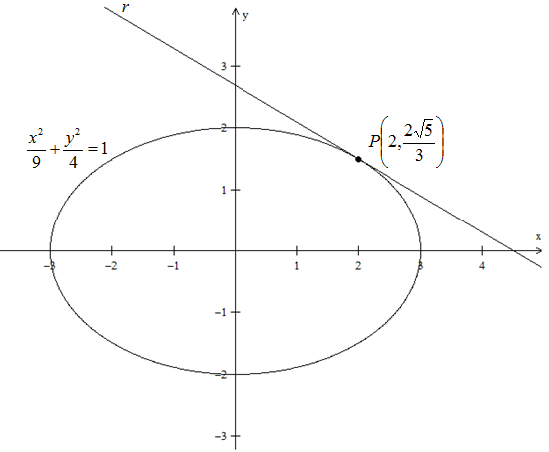 r
y
3
x²/9 + y²/4 = 1
2
P(2, 2√5/3)
1
x
−3 −2 −1 1 2 3 4
−1
−2
−3